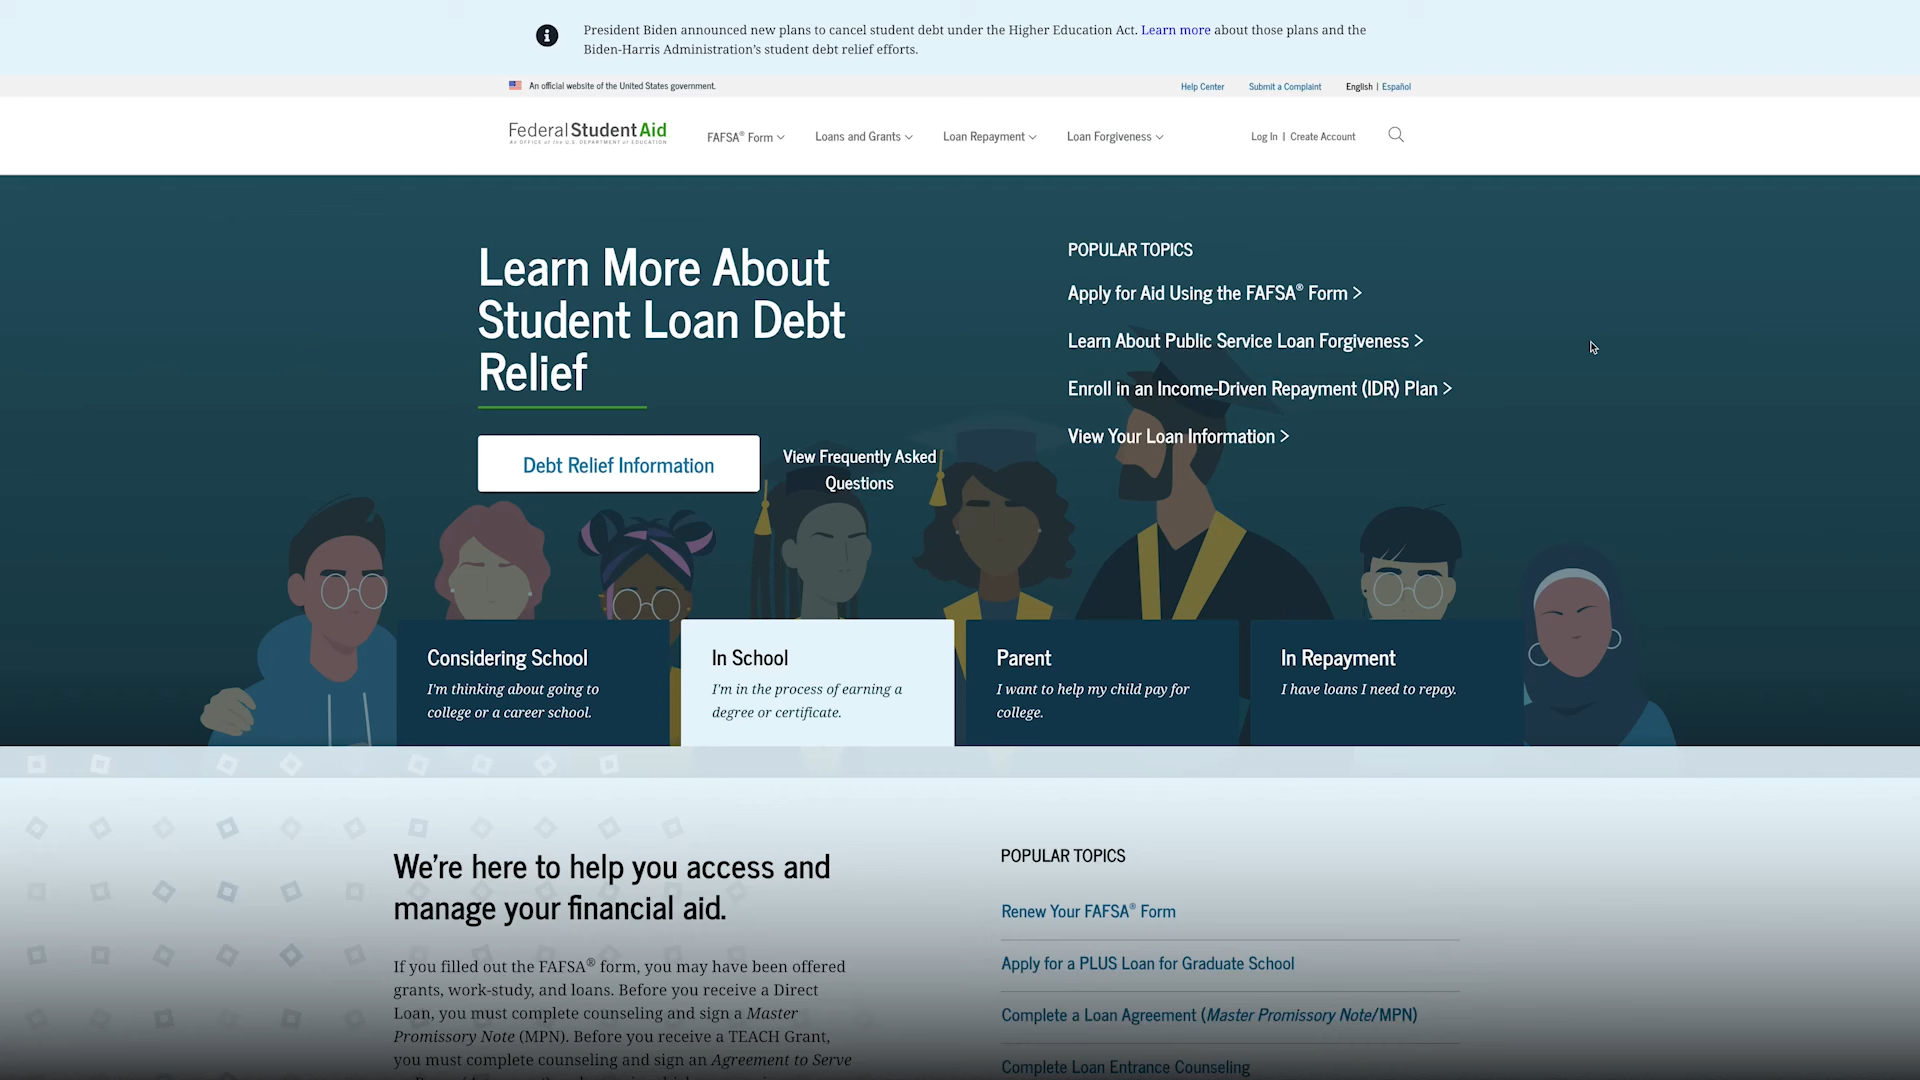 President Biden announced new plans to cancel student debt under the Higher Education Act. Learn more about those plans and the
Biden-Harris Administration’s student debt relief efforts.
An official website of the United States government.
Help Center
Submit a Complaint
English | Español
Federal Student Aid
An OFFICE of the U.S. DEPARTMENT of EDUCATION
FAFSA® Form
Loans and Grants
Loan Repayment
Loan Forgiveness
Log In | Create Account
Learn More About
Student Loan Debt
Relief
Debt Relief Information
View Frequently Asked
Questions
POPULAR TOPICS
Apply for Aid Using the FAFSA® Form >
Learn About Public Service Loan Forgiveness >
Enroll in an Income-Driven Repayment (IDR) Plan >
View Your Loan Information >
Considering School
I'm thinking about going to
college or a career school.
In School
I'm in the process of earning a
degree or certificate.
Parent
I want to help my child pay for
college.
In Repayment
I have loans I need to repay.
We’re here to help you access and
manage your financial aid.
If you filled out the FAFSA® form, you may have been offered
grants, work-study, and loans. Before you receive a Direct
Loan, you must complete counseling and sign a Master
Promissory Note (MPN). Before you receive a TEACH Grant,
you must complete counseling and sign an Agreement to Serve
POPULAR TOPICS
Renew Your FAFSA® Form
Apply for a PLUS Loan for Graduate School
Complete a Loan Agreement (Master Promissory Note/MPN)
Complete Loan Entrance Counseling